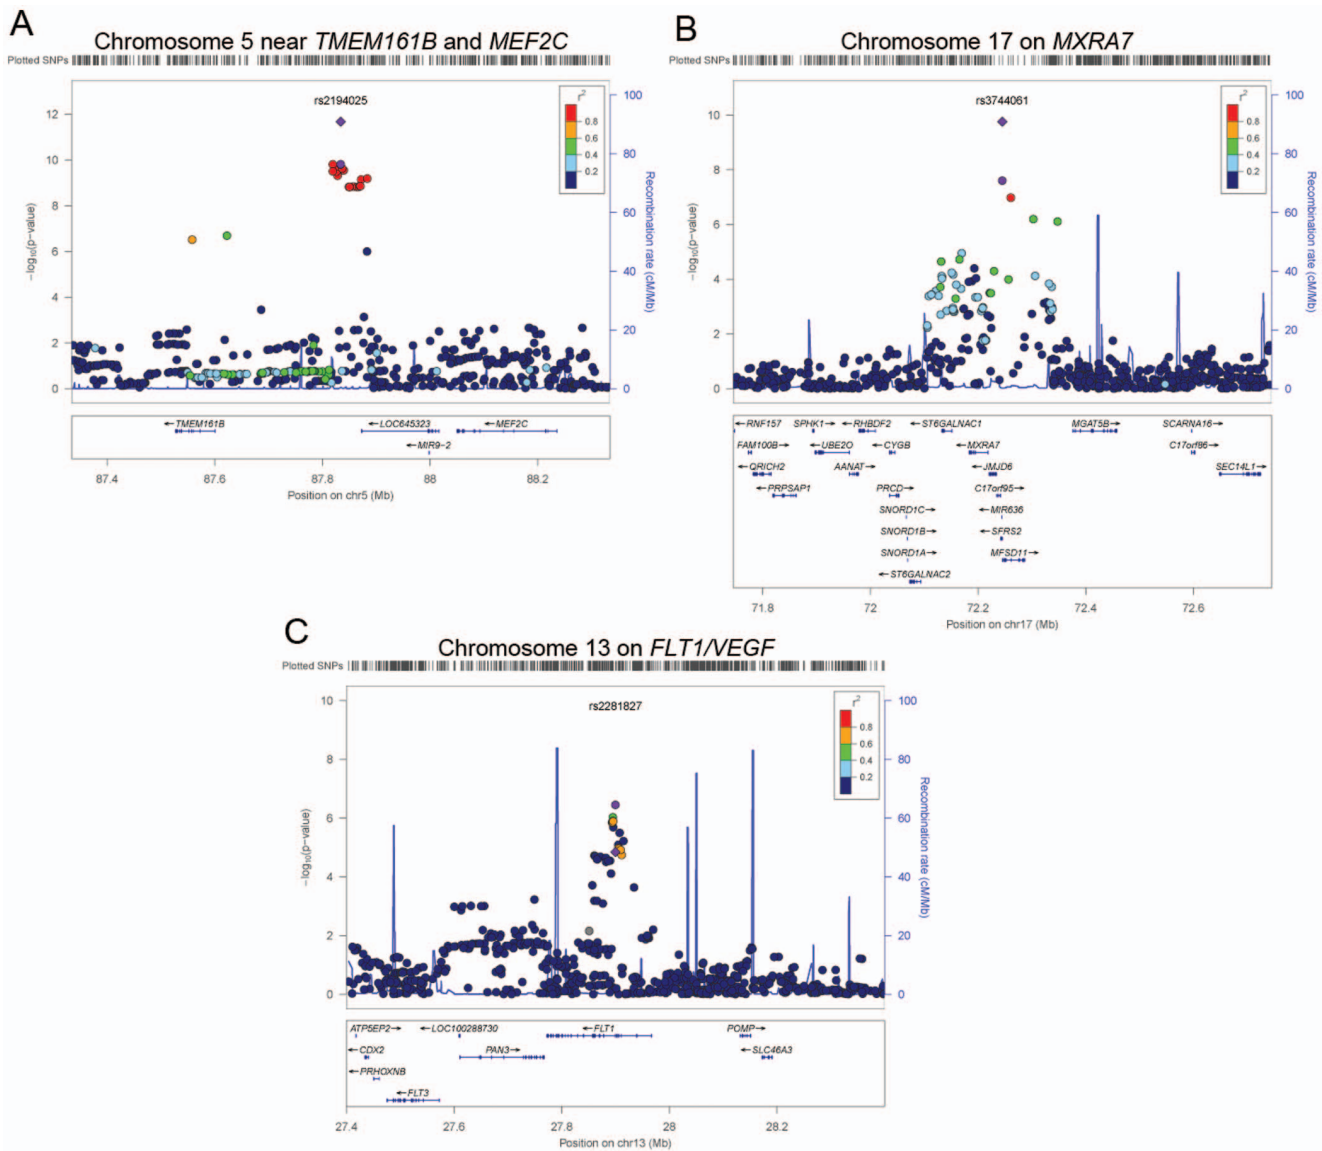 A
Chromosome 5 near TMEM161B and MEF2C
Plotted SNPs
rs2194025
r2
0.8
0.6
0.4
0.2
12
10
8
6
4
2
0
100
80
60
40
20
0
−log10(p−value)
Recombination rate (cM/Mb)
←TMEM161B
←LOC645323
←MEF2C
←MIR9−2
87.4 87.6 87.8 88 88.2
Position on chr5 (Mb)
B
Chromosome 17 on MXRA7
Plotted SNPs
rs3744061
r2
0.8
0.6
0.4
0.2
10
8
6
4
2
0
100
80
60
40
20
0
−log10(p−value)
Recombination rate (cM/Mb)
←RNF157 SPHK1→ ←RHBDF2 ←ST6GALNAC1 MGAT5B→ SCARNA16→
FAM100B→ ←UBE2O ←CYGB ←MXRA7 C17orf86→
←QRICH2 AANAT→ ←JMJD6 SEC14L1→
←PRPSAP1 PRCD→ C17orf95→
SNORD1C→ ←MIR636
SNORD1B→ ←SFRS2
SNORD1A→ MFSD11→
←ST6GALNAC2
71.8 72 72.2 72.4 72.6
Position on chr17 (Mb)
C
Chromosome 13 on FLT1/VEGF
Plotted SNPs
rs2281827
r2
0.8
0.6
0.4
0.2
10
8
6
4
2
0
100
80
60
40
20
0
−log10(p−value)
Recombination rate (cM/Mb)
ATP5EP2→ ←LOC100288730 ←FLT1 POMP→
←CDX2 PAN3→ ←SLC46A3
←PRHOXNB
←FLT3
27.4 27.6 27.8 28 28.2
Position on chr13 (Mb)